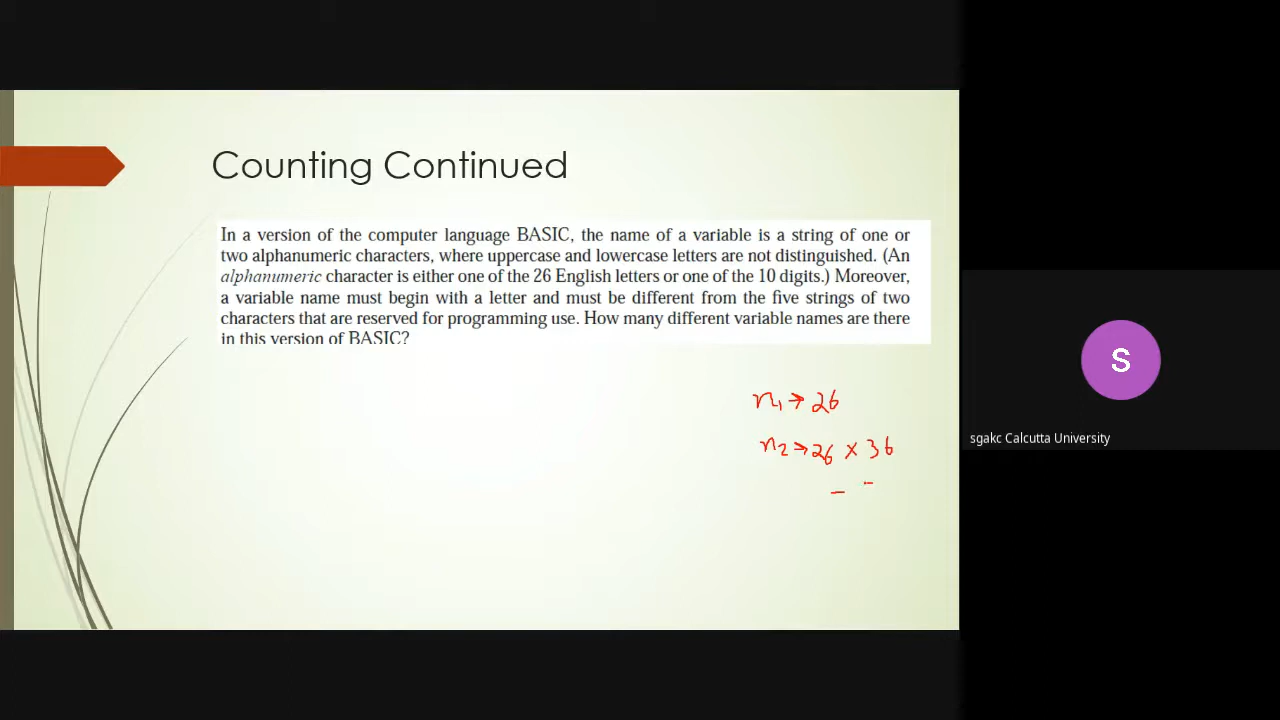 Counting Continued
In a version of the computer language BASIC, the name of a variable is a string of one or
two alphanumeric characters, where uppercase and lowercase letters are not distinguished. (An
alphanumeric character is either one of the 26 English letters or one of the 10 digits.) Moreover,
a variable name must begin with a letter and must be different from the five strings of two
characters that are reserved for programming use. How many different variable names are there
in this version of BASIC?
n1 → 26
n2 → 26 × 36
– –
S
sgakc Calcutta University